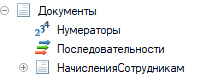 Документы
Нумераторы
Последовательности
НачисленияСотрудникам